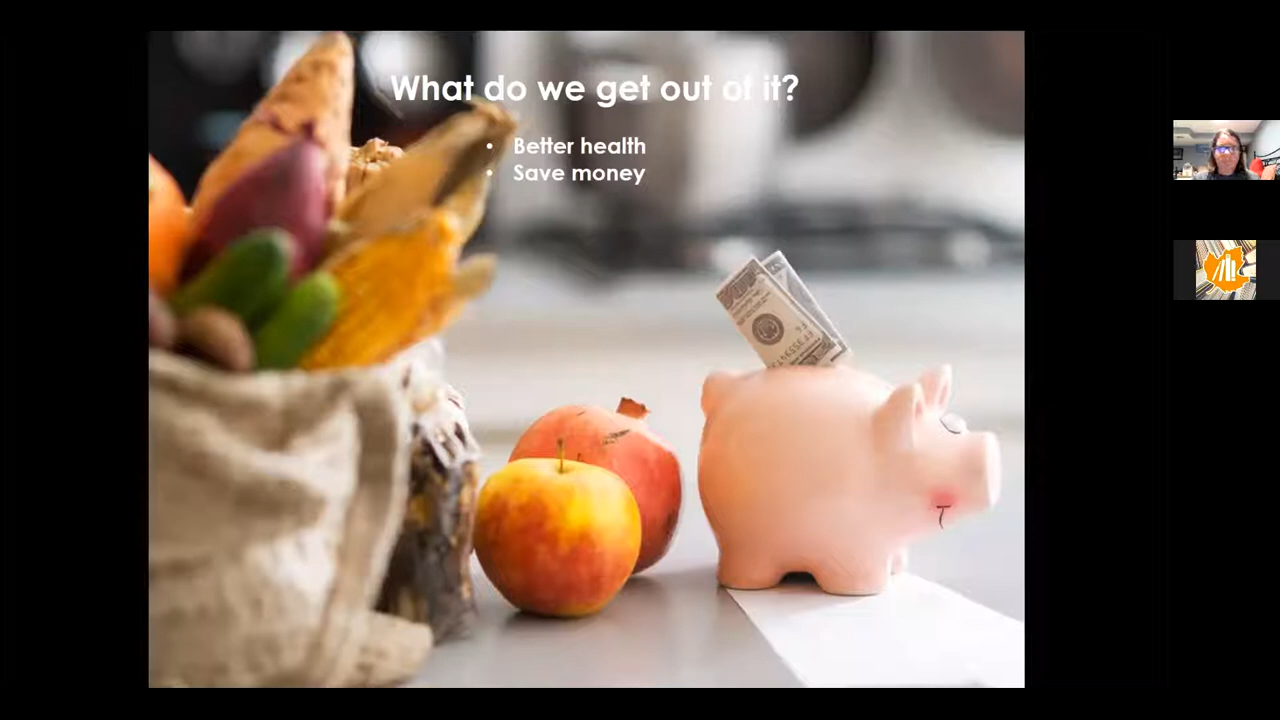 What do we get out of it?
• Better health
• Save money